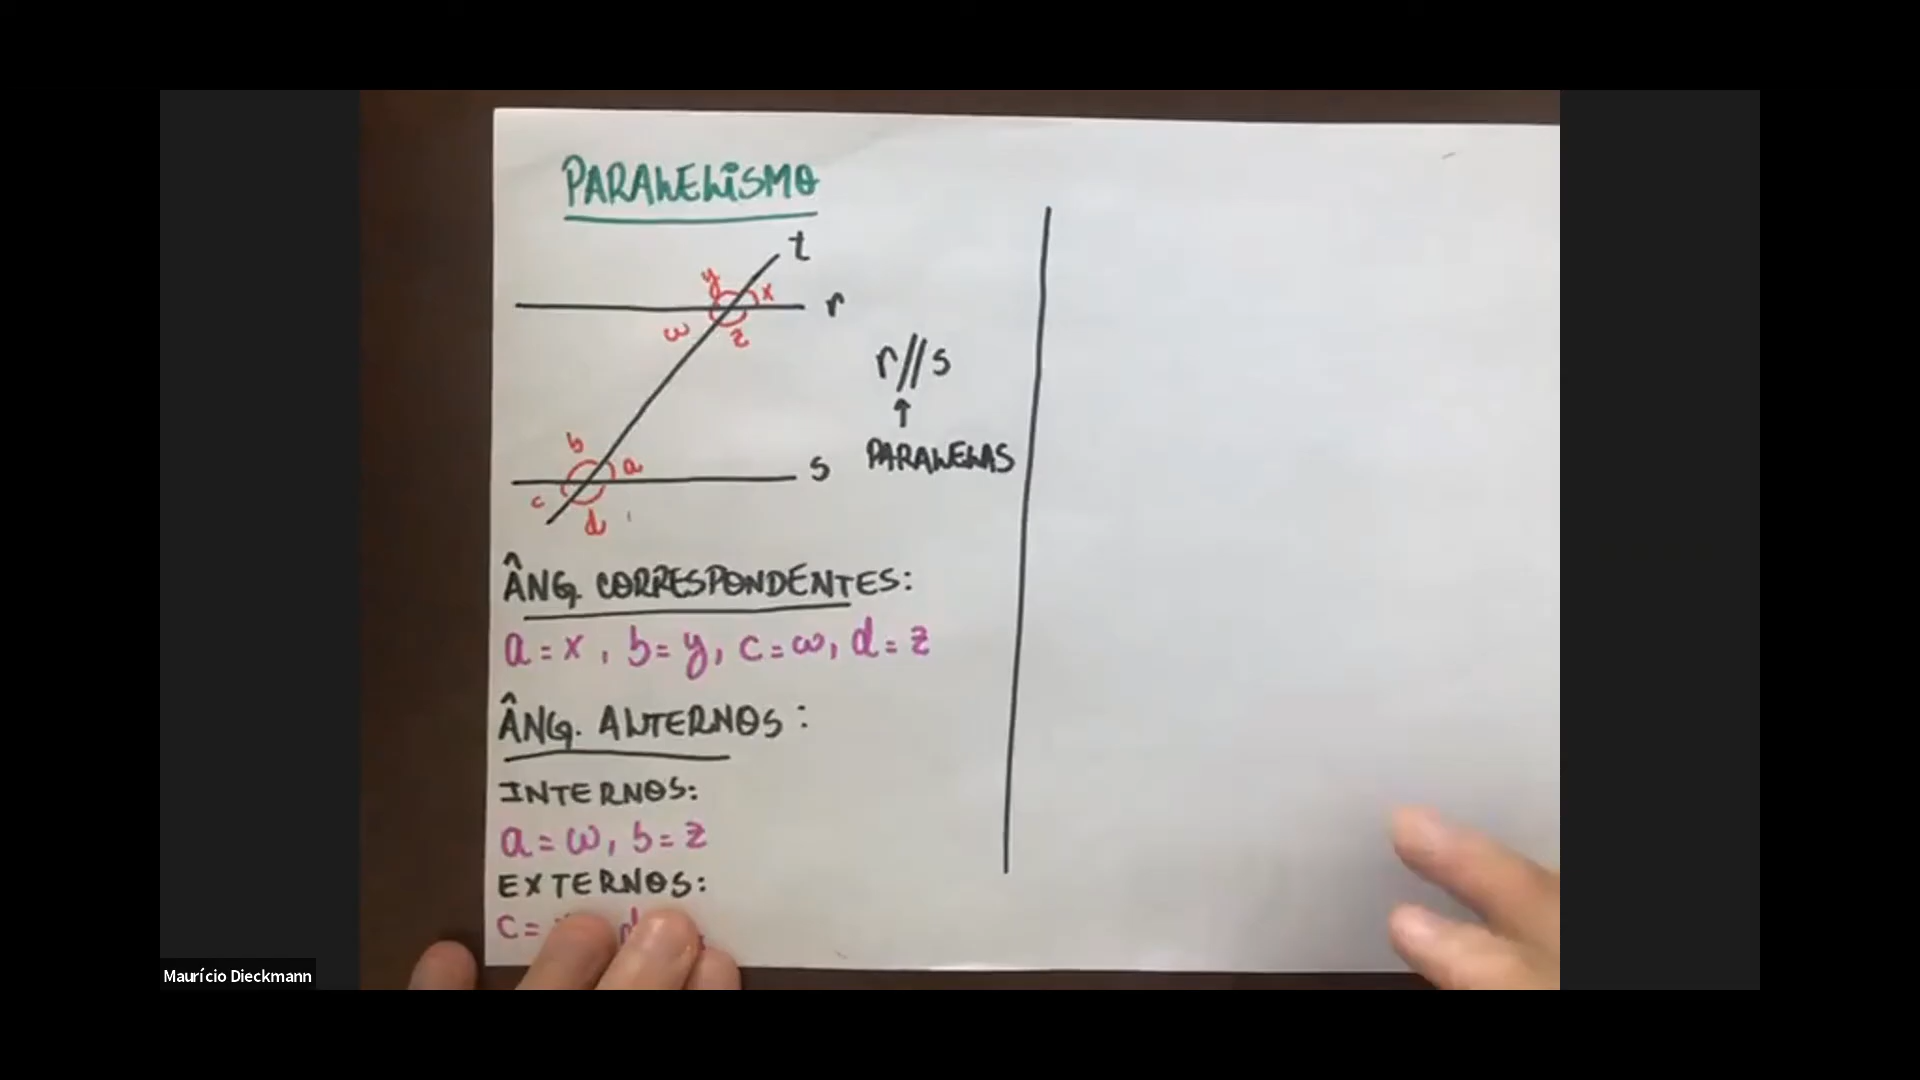 PARALELISMO
t
y
x
r
w
z
r//s
↑
PARALELAS
b
a
s
c
d
ÂNG. CORRESPONDENTES:
a = x, b = y, c = w, d = z
ÂNG. ALTERNOS:
INTERNOS:
a = w, b = z
EXTERNOS:
c =
Maurício Dieckmann